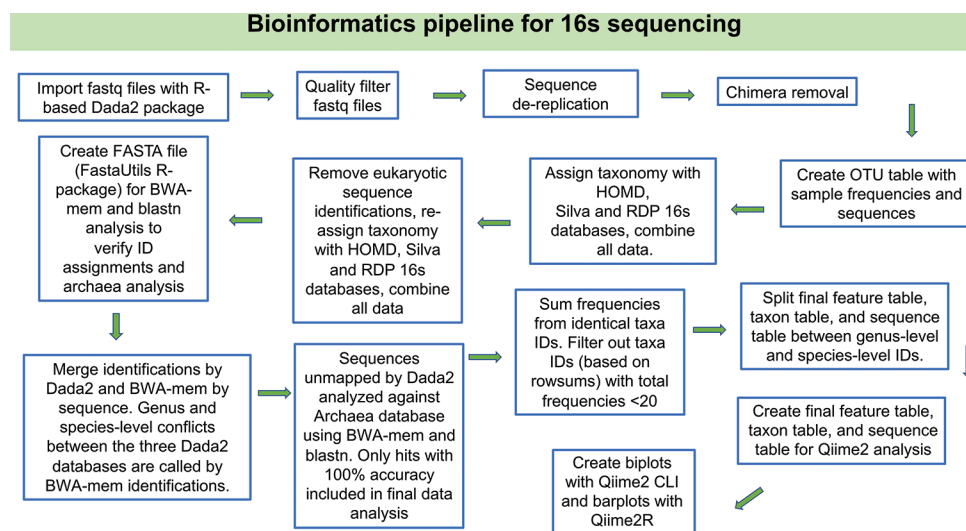 Bioinformatics pipeline for 16s sequencing
Import fastq files with R-
based Dada2 package
Quality filter
fastq files
Sequence
de-replication
Chimera removal
Create OTU table with
sample frequencies and
sequences
Assign taxonomy with
HOMD,
Silva and RDP 16s
databases, combine
all data.
Remove eukaryotic
sequence
identifications, re-
assign taxonomy
with HOMD, Silva
and RDP 16s
databases, combine
all data
Create FASTA file
(FastaUtils R-
package) for BWA-
mem and blastn
analysis to
verify ID
assignments and
archaea analysis
Merge identifications by
Dada2 and BWA-mem by
sequence. Genus and
species-level conflicts
between the three Dada2
databases are called by
BWA-mem identifications.
Sequences
unmapped by Dada2
analyzed against
Archaea database
using BWA-mem and
blastn. Only hits with
100% accuracy
included in final data
analysis
Sum frequencies
from identical taxa
IDs. Filter out taxa
IDs (based on
rowsums) with total
frequencies <20
Split final feature table,
taxon table, and sequence
table between genus-level
and species-level IDs.
Create final feature table,
taxon table, and sequence
table for Qiime2 analysis
Create biplots
with Qiime2 CLI
and barplots with
Qiime2R